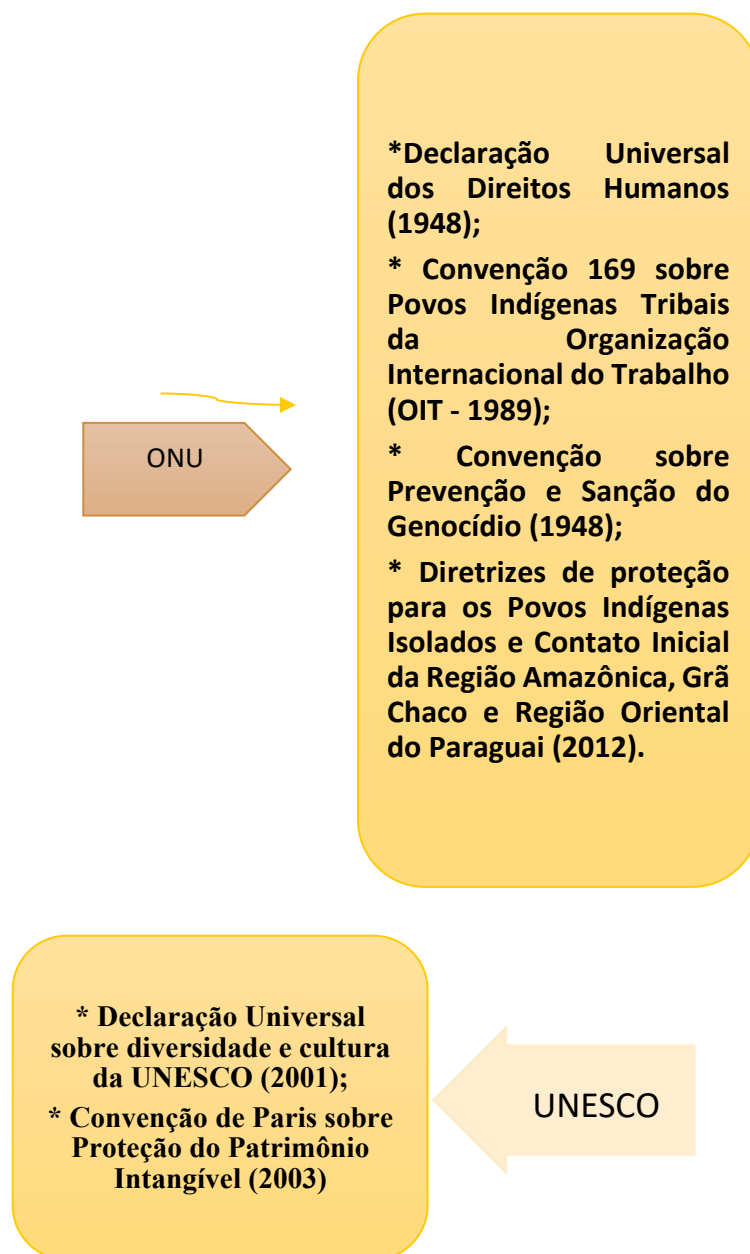 ONU
*Declaração Universal
dos Direitos Humanos
(1948);
* Convenção 169 sobre
Povos Indígenas Tribais
da Organização
Internacional do Trabalho
(OIT - 1989);
* Convenção sobre
Prevenção e Sanção do
Genocídio (1948);
* Diretrizes de proteção
para os Povos Indígenas
Isolados e Contato Inicial
da Região Amazônica, Grã
Chaco e Região Oriental
do Paraguai (2012).
* Declaração Universal
sobre diversidade e cultura
da UNESCO (2001);
* Convenção de Paris sobre
Proteção do Patrimônio
Intangível (2003)
UNESCO